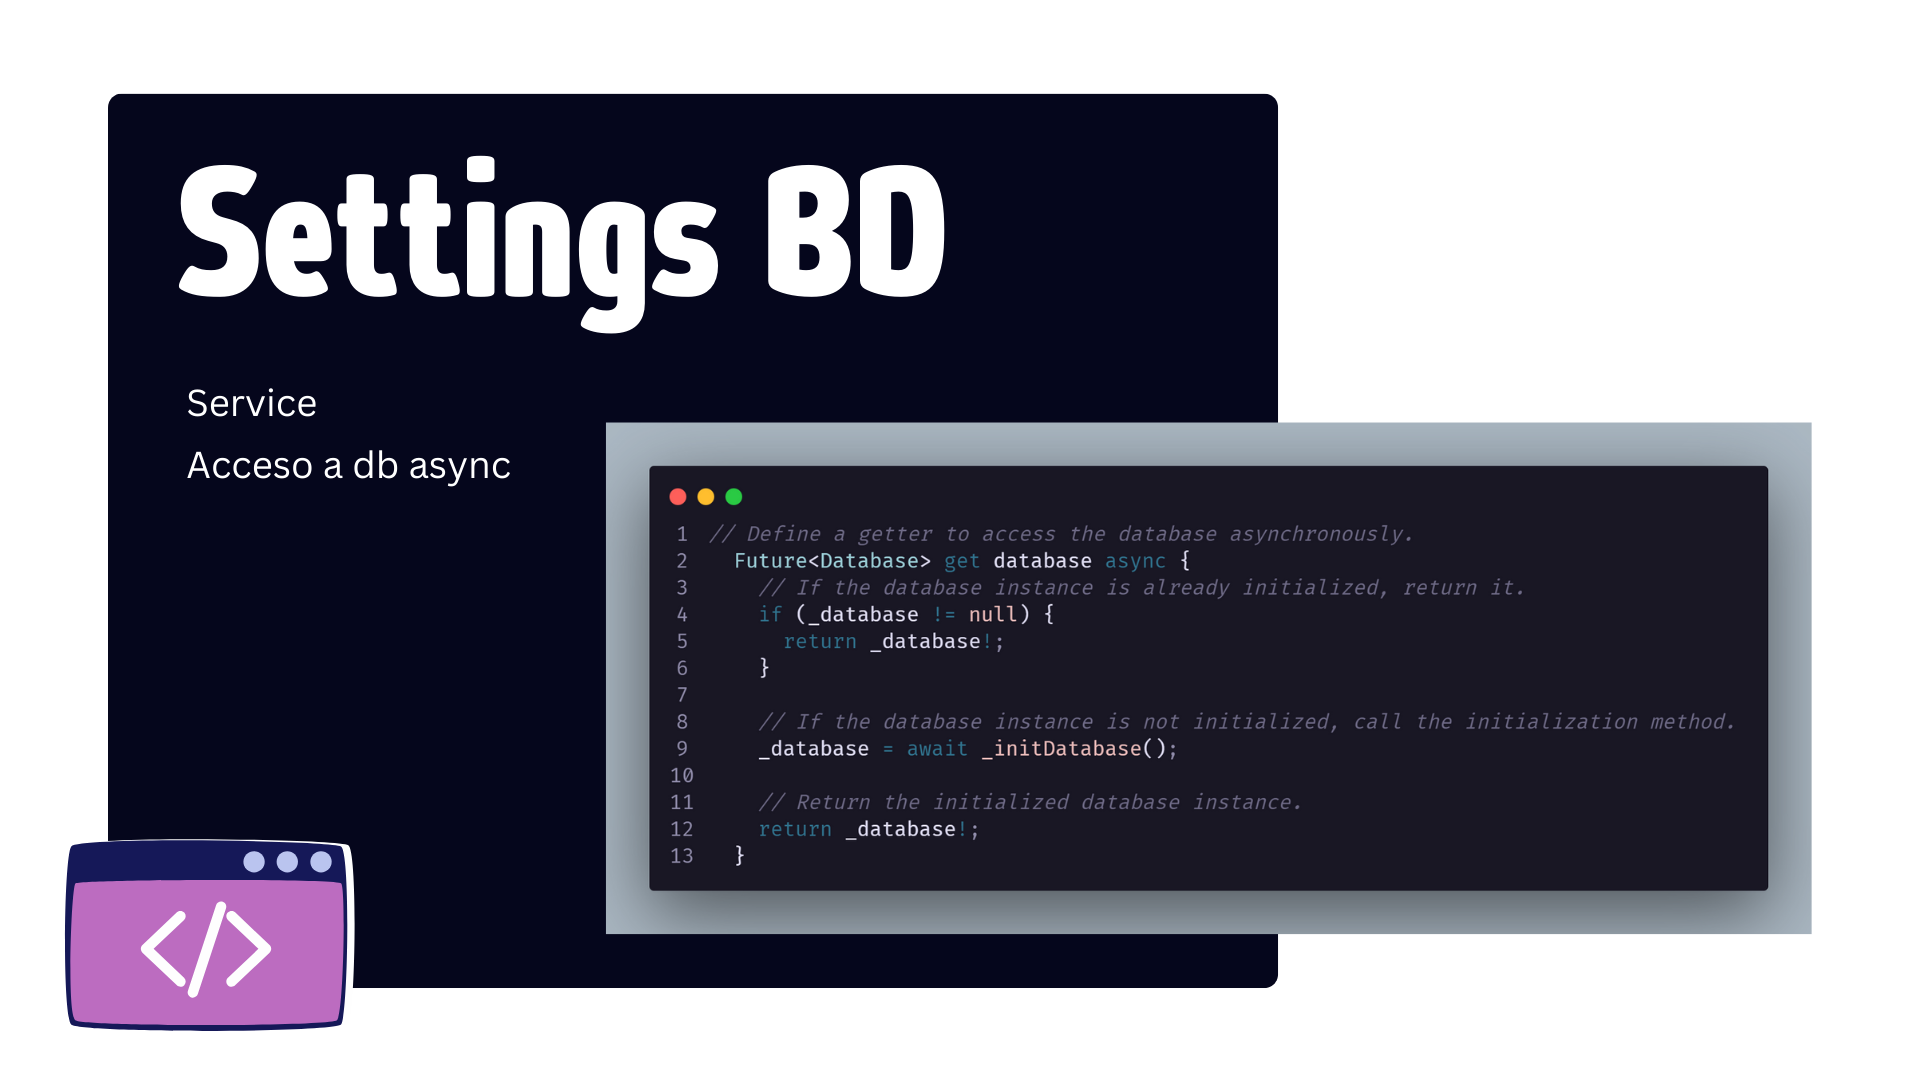 Settings BD
Service
Acceso a db async
1 // Define a getter to access the database asynchronously.
2 Future<Database> get database async {
3 // If the database instance is already initialized, return it.
4 if (_database != null) {
5 return _database!;
6 }
7
8 // If the database instance is not initialized, call the initialization method.
9 _database = await _initDatabase();
10
11 // Return the initialized database instance.
12 return _database!;
13 }
</>